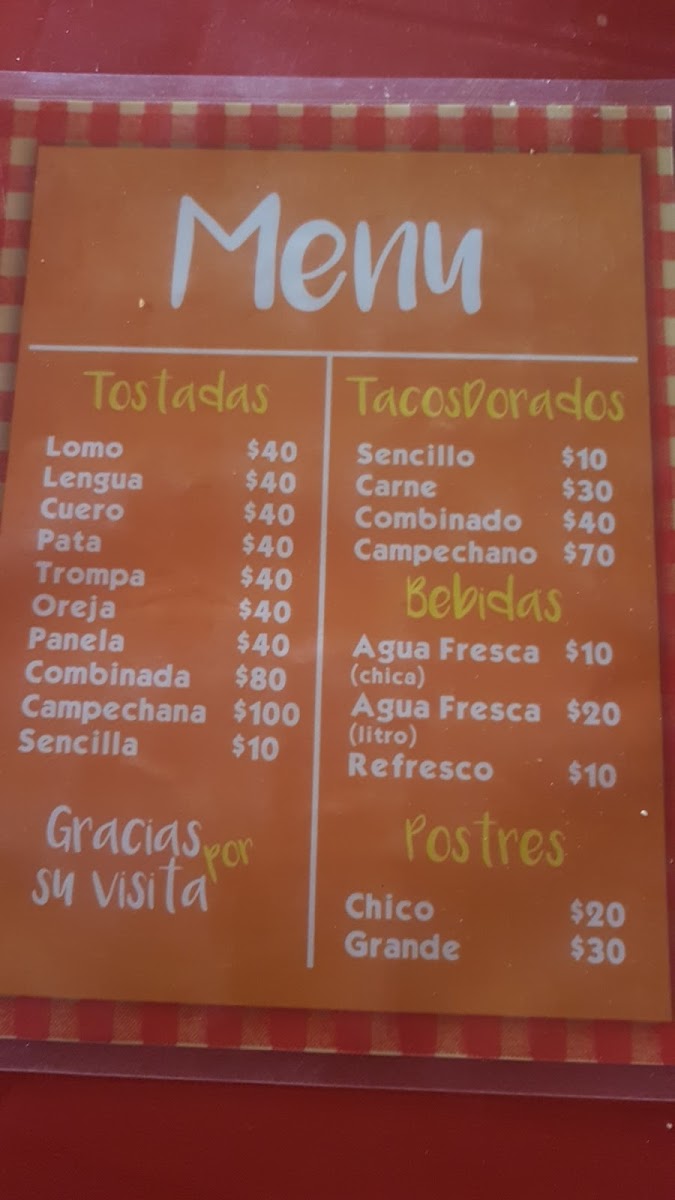 Menu
Tostadas
Lomo $40
Lengua $40
Cuero $40
Pata $40
Trompa $40
Oreja $40
Panela $40
Combinada $80
Campechana $100
Sencilla $10
Gracias por
su visita
TacosDorados
Sencillo $10
Carne $30
Combinado $40
Campechano $70
Bebidas
Agua Fresca $10
(chica)
Agua Fresca $20
(litro)
Refresco $10
Postres
Chico $20
Grande $30